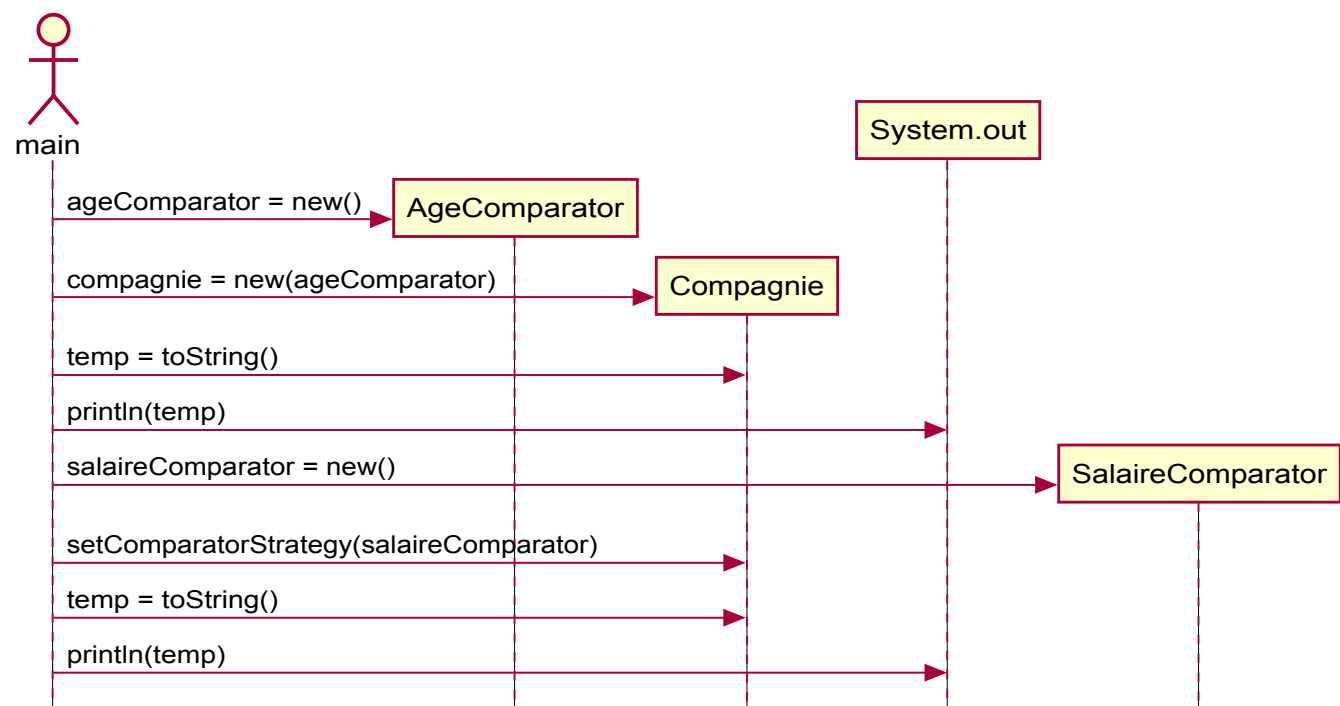 main
System.out
ageComparator = new()
AgeComparator
compagnie = new(ageComparator)
Compagnie
temp = toString()
println(temp)
salaireComparator = new()
SalaireComparator
setComparatorStrategy(salaireComparator)
temp = toString()
println(temp)